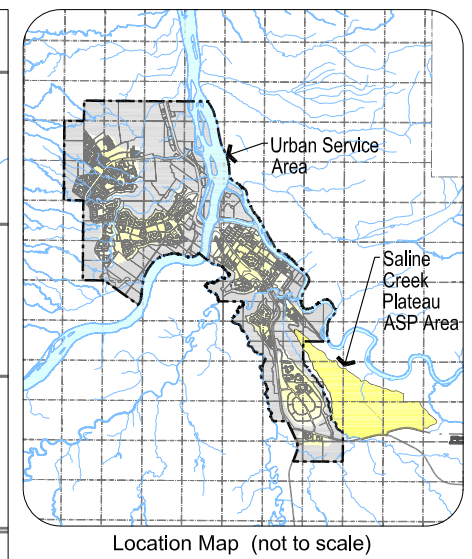 Urban Service
Area
Saline
Creek
Plateau
ASP Area
Location Map (not to scale)